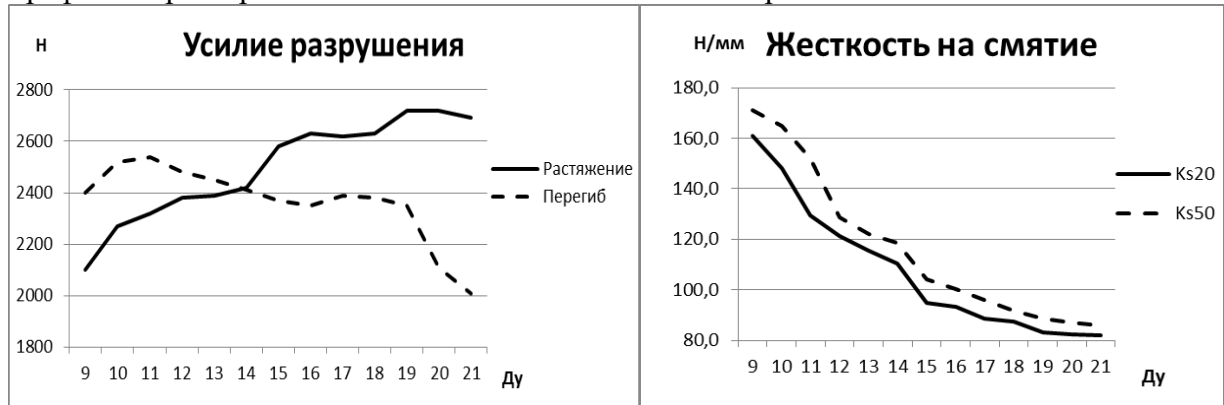 Н
Усилие разрушения
2800
2600
2400
2200
2000
1800
9 10 11 12 13 14 15 16 17 18 19 20 21
Ду
Растяжение
Перегиб
Н/мм
Жесткость на смятие
180,0
160,0
140,0
120,0
100,0
80,0
9 10 11 12 13 14 15 16 17 18 19 20 21
Ду
Ks20
Ks50